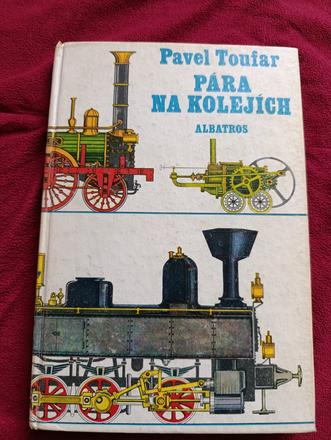 Pavel Toufar
PÁRA
NA KOLEJÍCH
ALBATROS